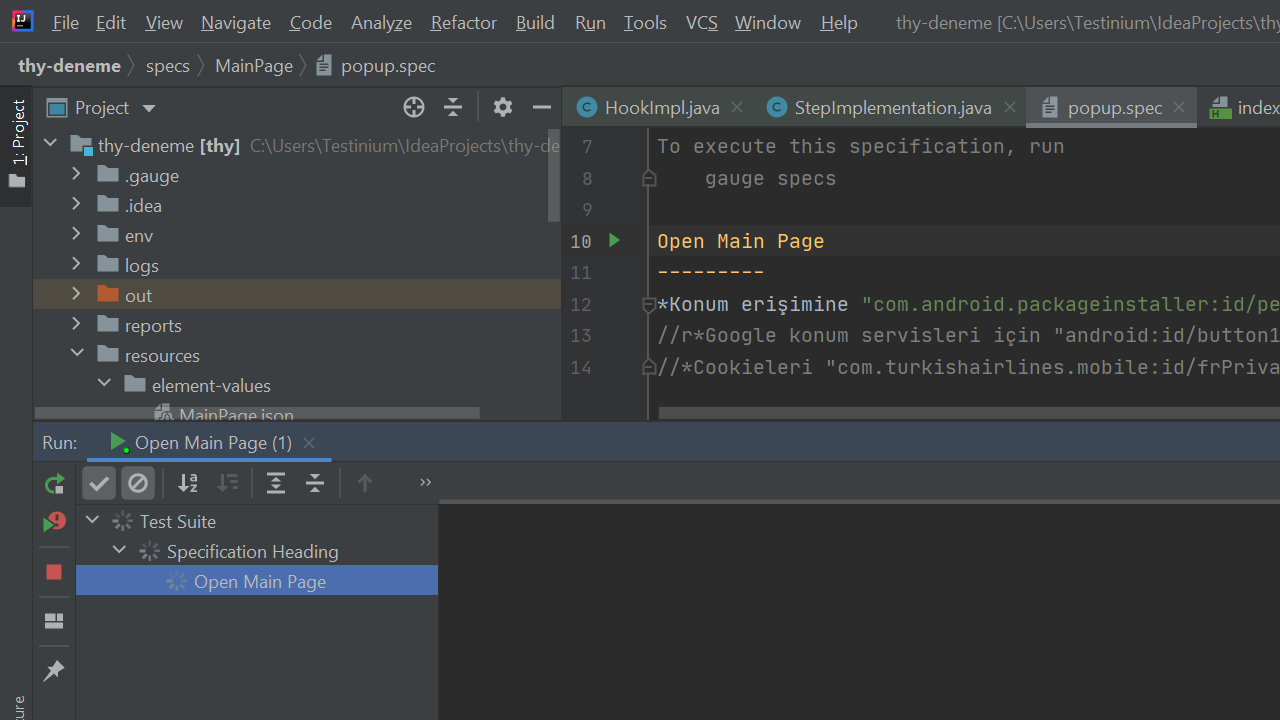 File Edit View Navigate Code Analyze Refactor Build Run Tools VCS Window Help thy-deneme [C:\Users\Testinium\IdeaProjects\thy
thy-deneme specs MainPage popup.spec
1: Project
Project
HookImpl.java StepImplementation.java popup.spec index
thy-deneme [thy] C:\Users\Testinium\IdeaProjects\thy-de
.gauge
.idea
env
logs
out
reports
resources
element-values
MainPage.json
7 To execute this specification, run
8 gauge specs
9
10 Open Main Page
11 ---------
12 *Konum erişimine "com.android.packageinstaller:id/pe
13 //r*Google konum servisleri için "android:id/button1
14 //*Cookieleri "com.turkishairlines.mobile:id/frPriva
Run: Open Main Page (1)
Test Suite
Specification Heading
Open Main Page